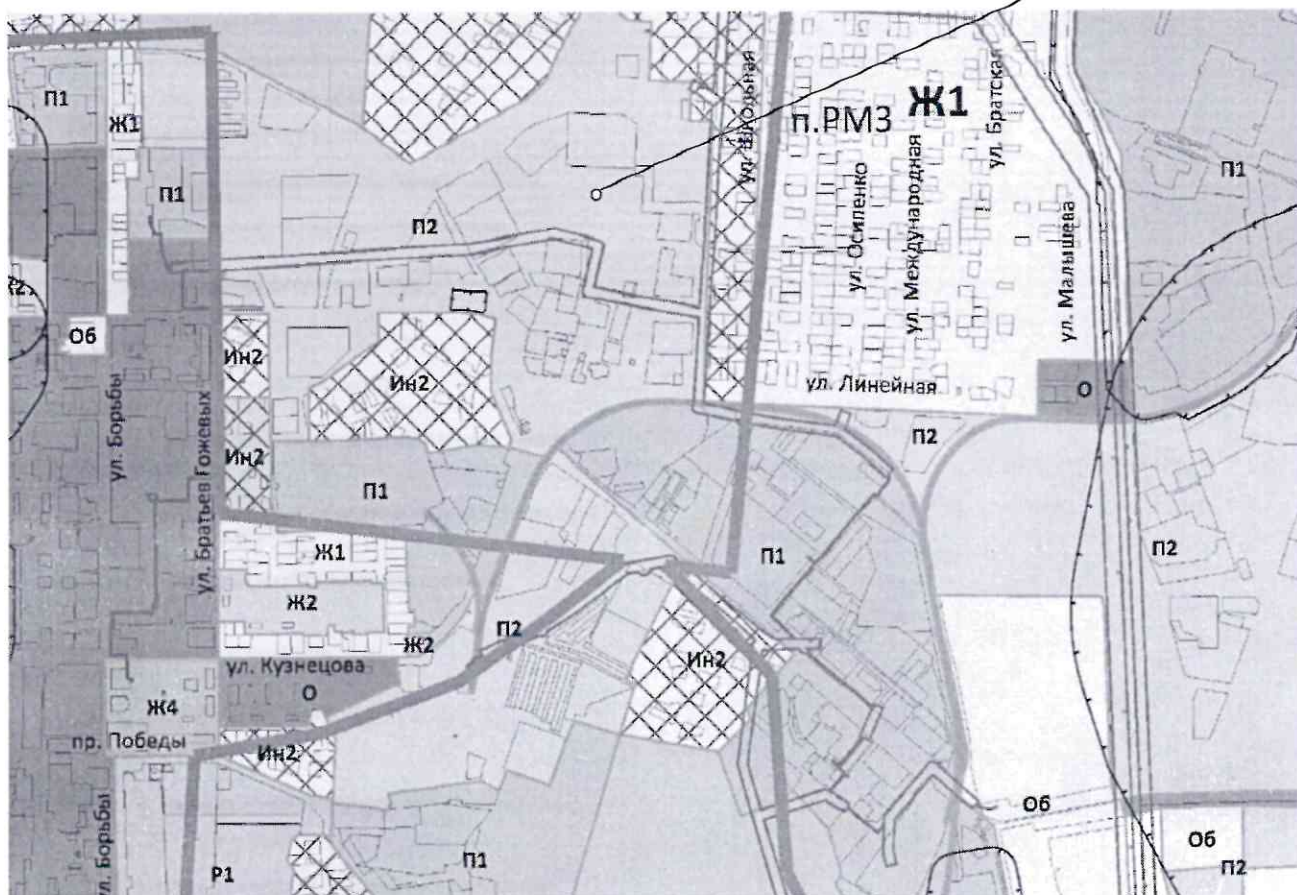 П1
Ж1
П1
П2
ул. Школьная
п.РМЗ
Ж1
ул. Осипенко
ул. Международная
ул. Братская
ул. Малышева
П1
Об
ул. Борьбы
ул. Братьев Гожевых
Ин2
Ин2
Ин2
ул. Линейная
О
П2
П1
Ж1
Ж2
Ж2
П2
П1
П2
Ин2
ул. Кузнецова
О
Ж4
пр. Победы
Ин2
ул. Борьбы
Р1
П1
Об
Об
П2